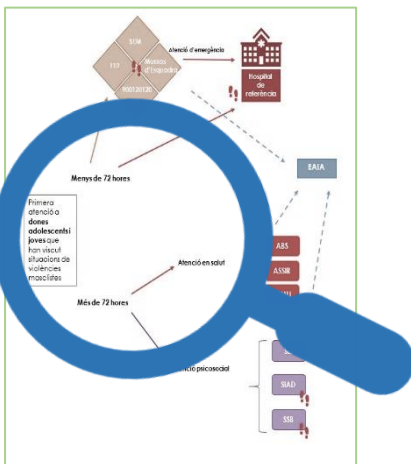 Atenció d'emergència
Mossos
d'Esquadra
900120120
Hospital
de
referència
EAIA
Menys de 72 hores
Primera
atenció a
dones
adolescents i
joves que
han viscut
situacions de
violències
masclistes
ABS
Atenció en salut
ASSIR
Més de 72 hores
psicosocial
SIAD
SSB